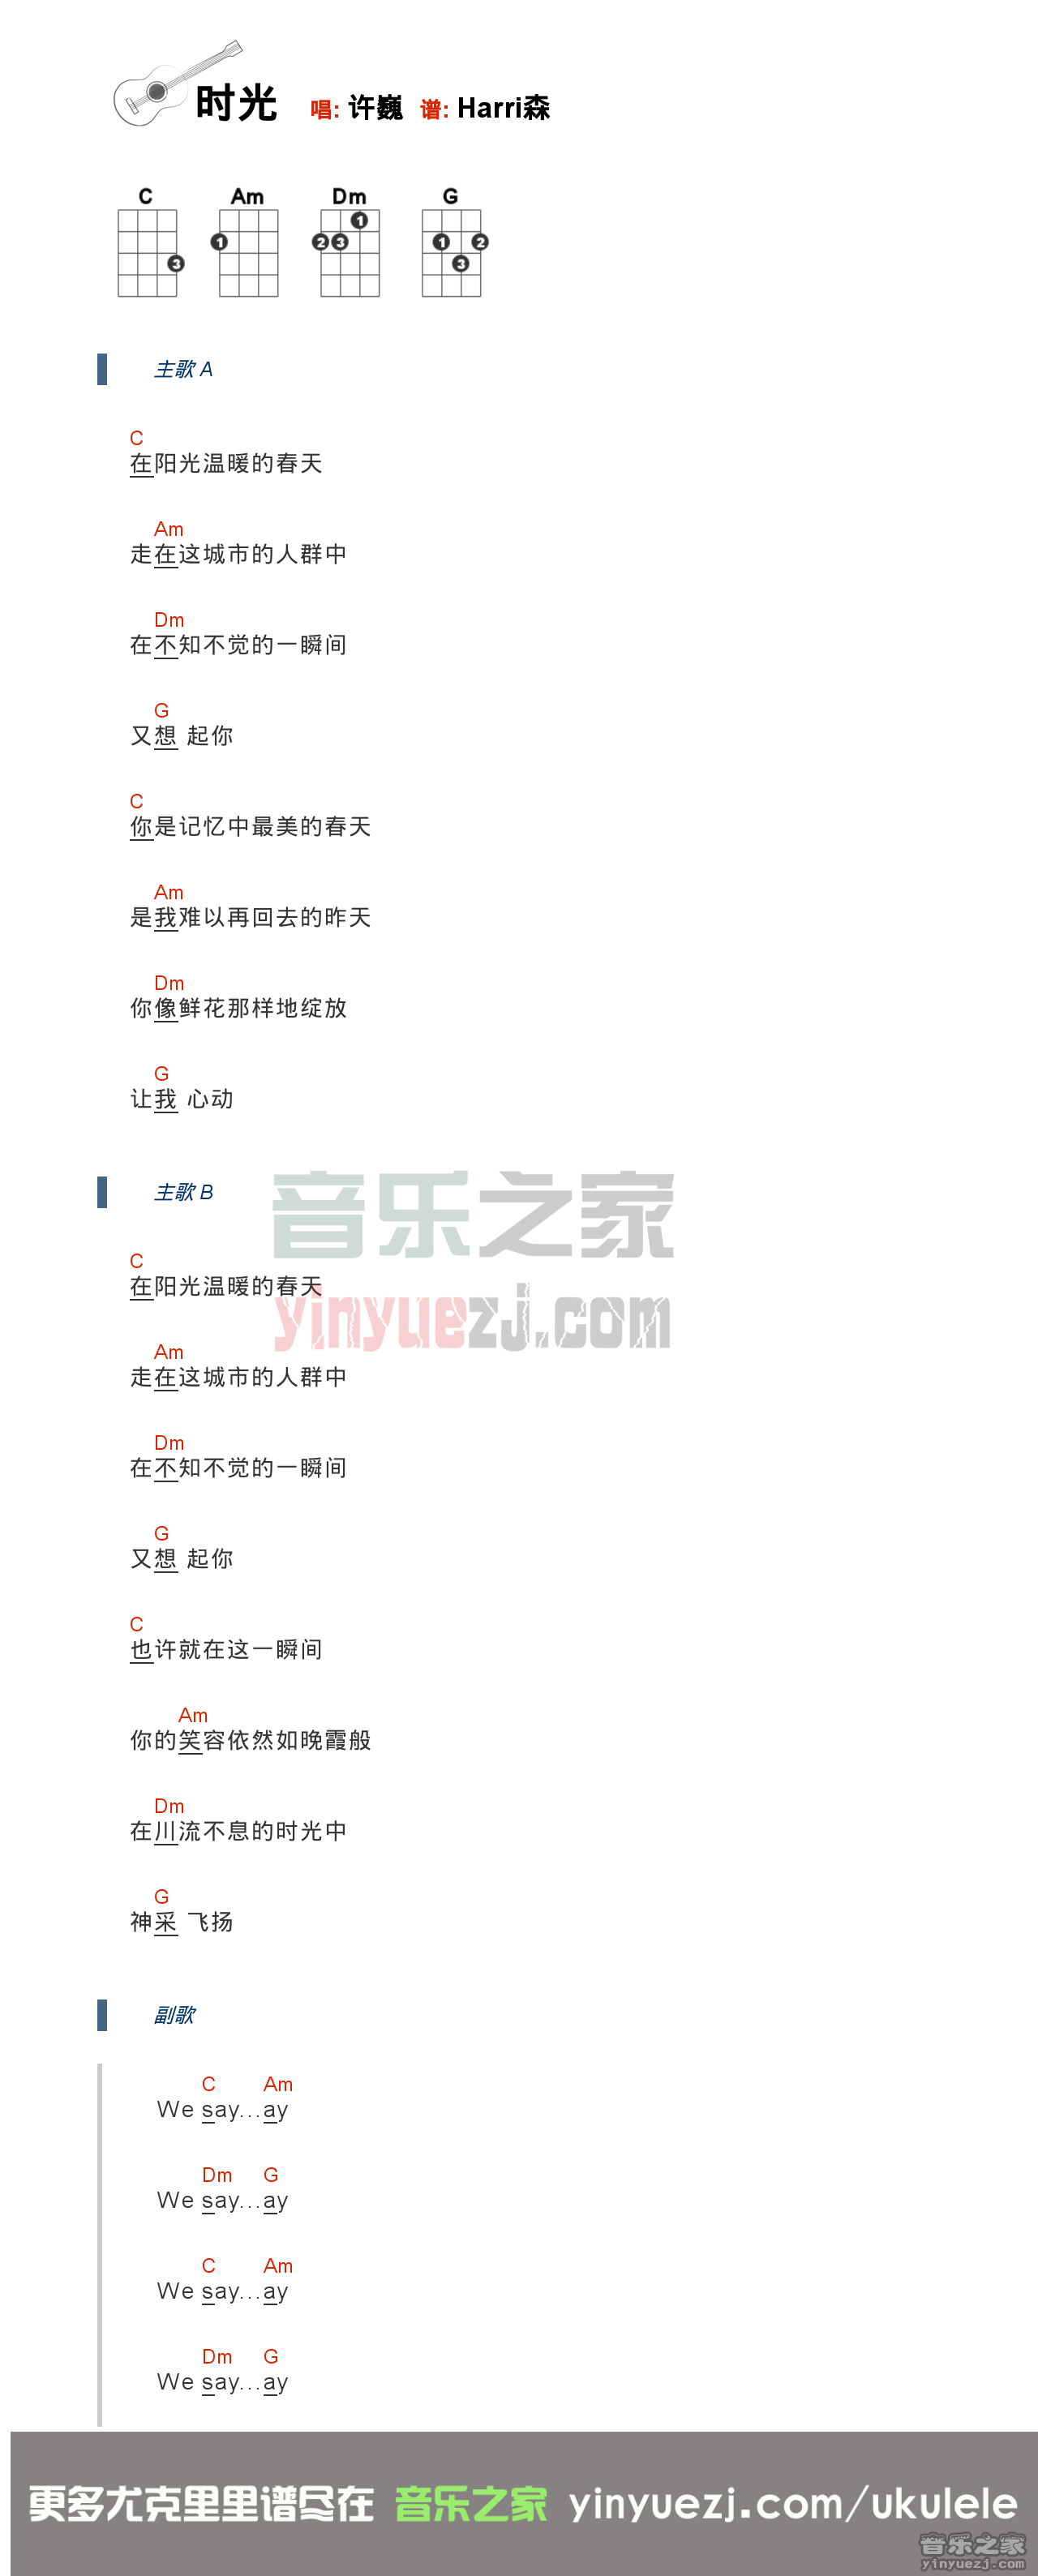 时光 唱: 许巍 谱: Harri森
C Am Dm G
3 1 1 2 3 1 2 3
主歌 A
C
在阳光温暖的春天
Am
走在这城市的人群中
Dm
在不知不觉的一瞬间
G
又想 起你
C
你是记忆中最美的春天
Am
是我难以再回去的昨天
Dm
你像鲜花那样地绽放
G
让我 心动
音乐之家
yinyuezj.com
主歌 B
C
在阳光温暖的春天
Am
走在这城市的人群中
Dm
在不知不觉的一瞬间
G
又想 起你
C
也许就在这一瞬间
Am
你的笑容依然如晚霞般
Dm
在川流不息的时光中
G
神采 飞扬
副歌
C Am
We say...ay
Dm G
We say...ay
C Am
We say...ay
Dm G
We say...ay
更多尤克里里谱尽在 音乐之家 yinyuezj.com/ukulele
音乐之家
yinyuezj.com